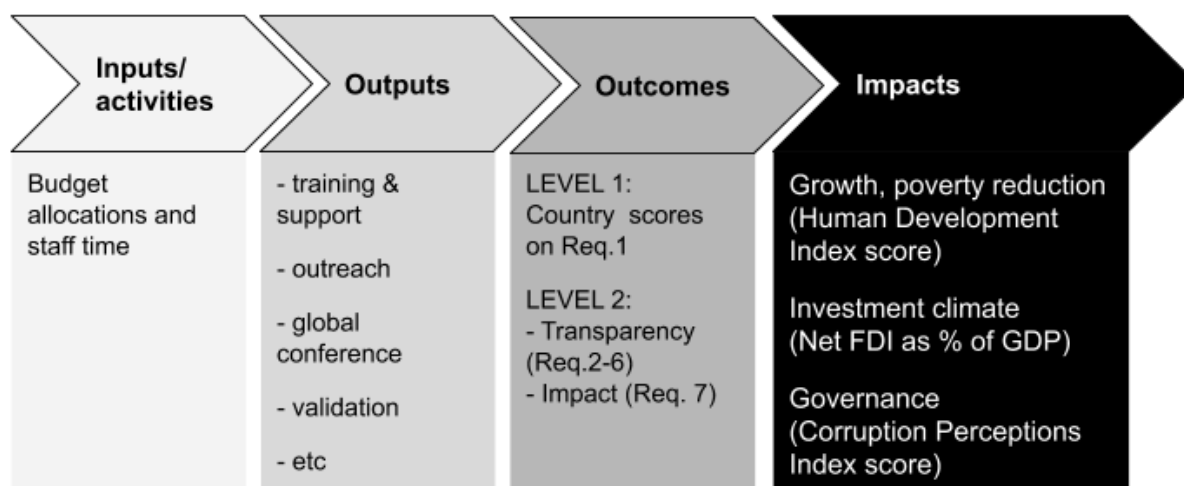 Inputs/
activities
Outputs
Outcomes
Impacts
Budget
allocations and
staff time
- training &
support
- outreach
- global
conference
- validation
- etc
LEVEL 1:
Country scores
on Req.1
LEVEL 2:
- Transparency
(Req.2-6)
- Impact (Req. 7)
Growth, poverty reduction
(Human Development
Index score)
Investment climate
(Net FDI as % of GDP)
Governance
(Corruption Perceptions
Index score)